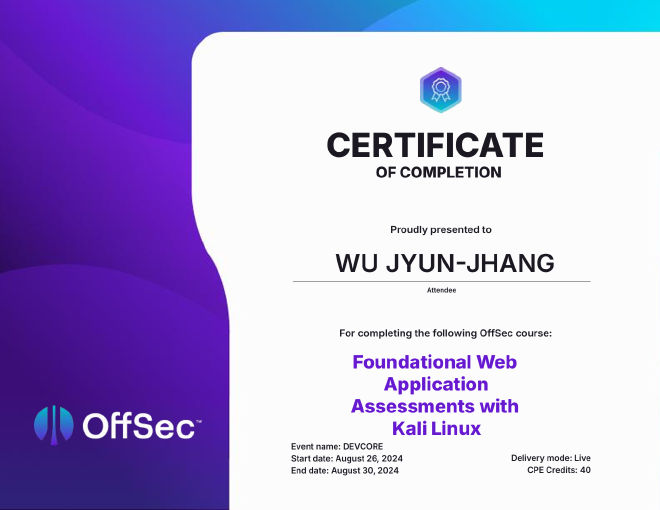 CERTIFICATE
OF COMPLETION
Proudly presented to
WU JYUN-JHANG
Attendee
For completing the following OffSec course:
Foundational Web
Application
Assessments with
Kali Linux
Event name: DEVCORE
Start date: August 26, 2024
End date: August 30, 2024
Delivery mode: Live
CPE Credits: 40
OffSec™